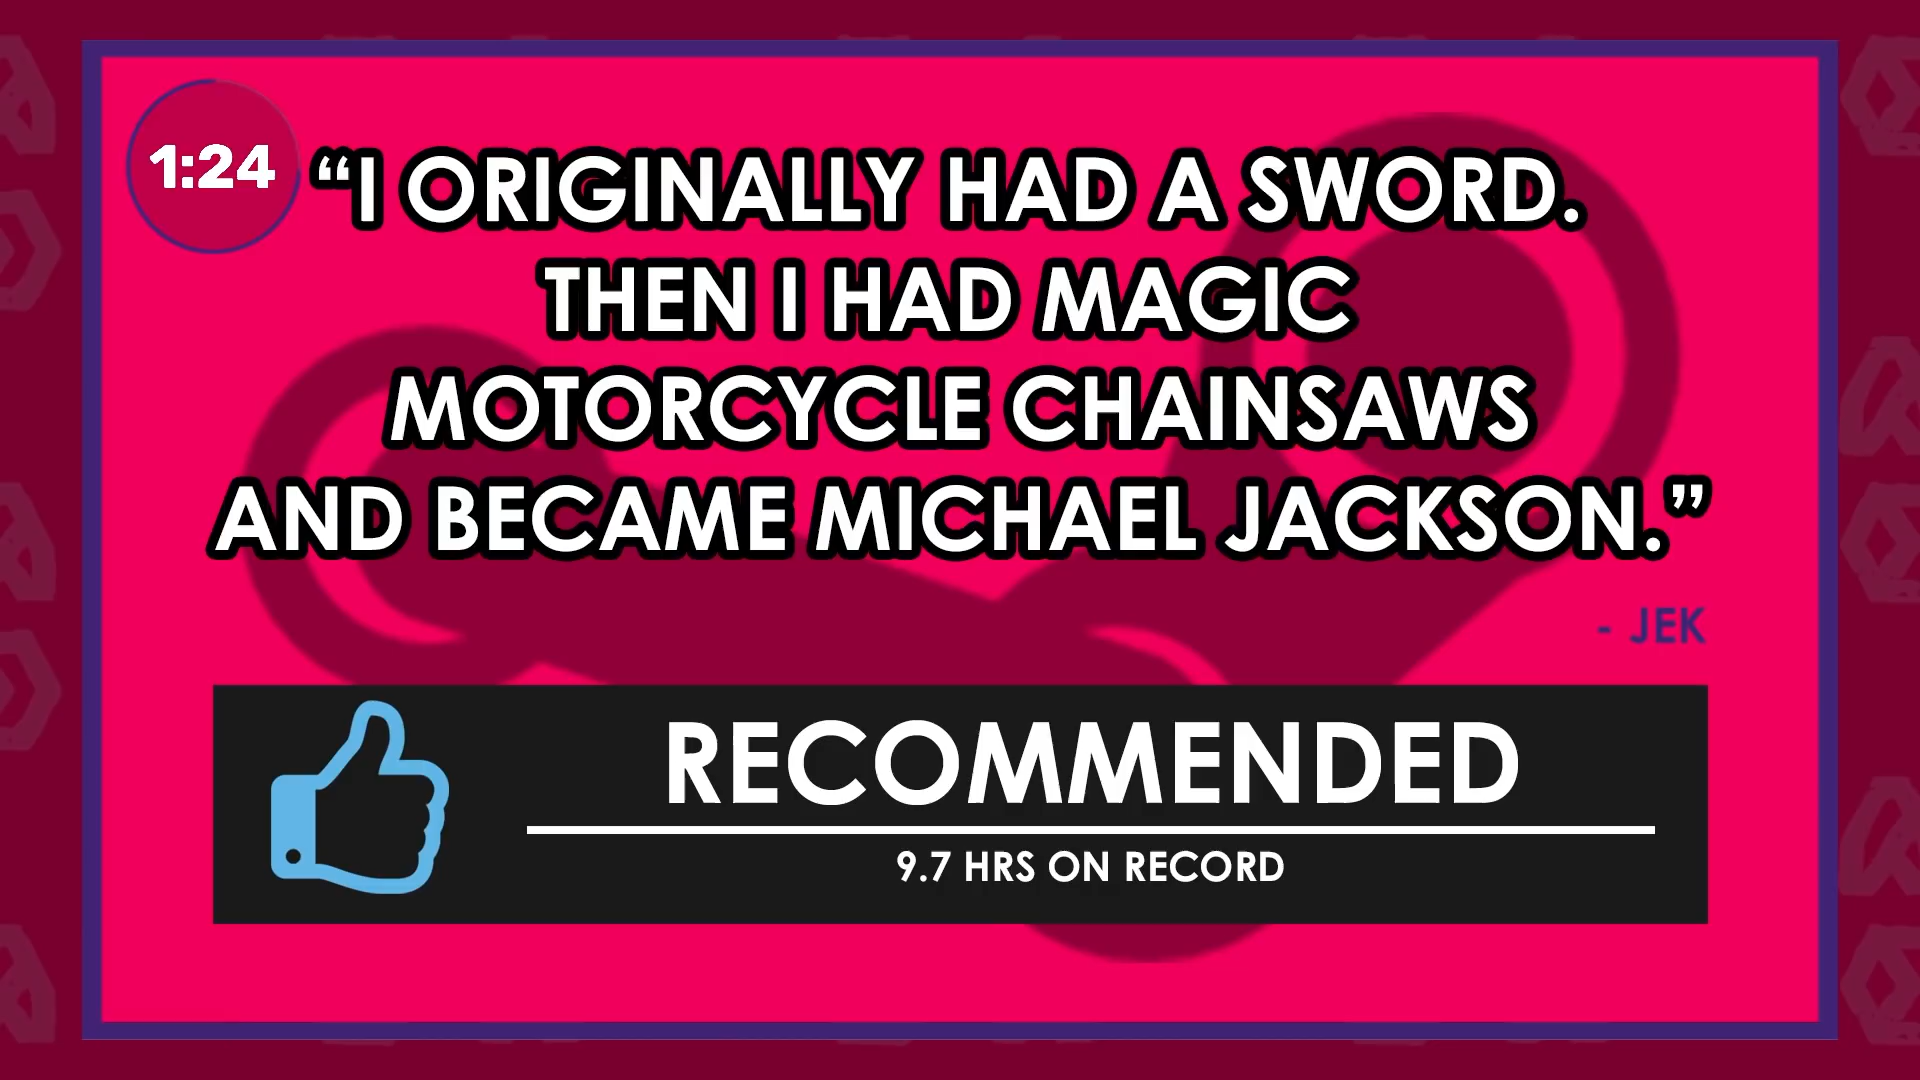 1:24
“I ORIGINALLY HAD A SWORD.
THEN I HAD MAGIC
MOTORCYCLE CHAINSAWS
AND BECAME MICHAEL JACKSON.”
- JEK
RECOMMENDED
9.7 HRS ON RECORD